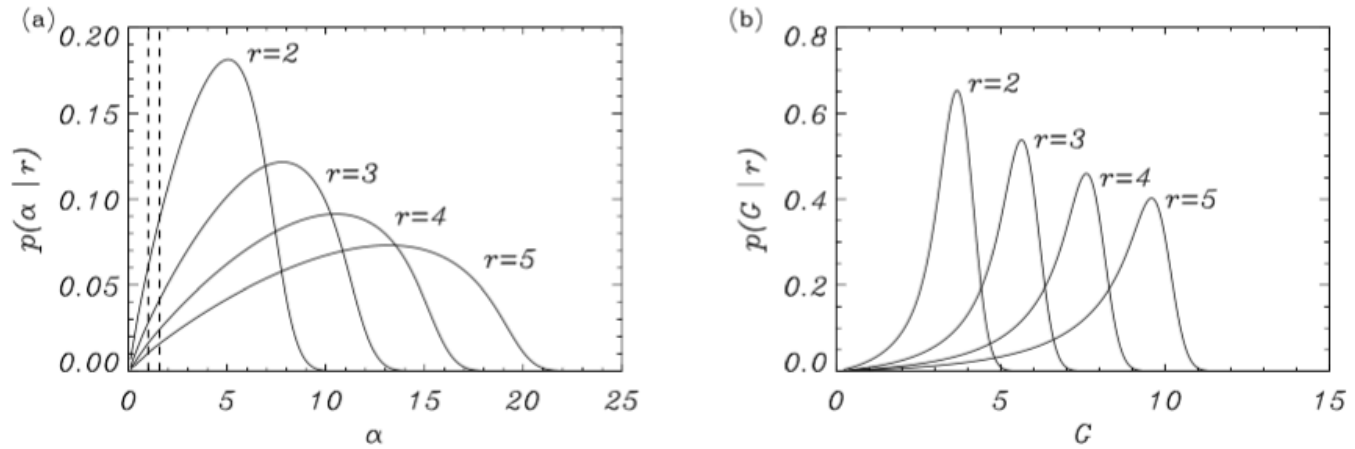 (a)
0.20
0.15
0.10
0.05
0.00
p(α | r)
r=2
r=3
r=4
r=5
0 5 10 15 20 25
α
(b)
0.8
0.6
0.4
0.2
0.0
p(G | r)
r=2
r=3
r=4
r=5
0 5 10 15
G